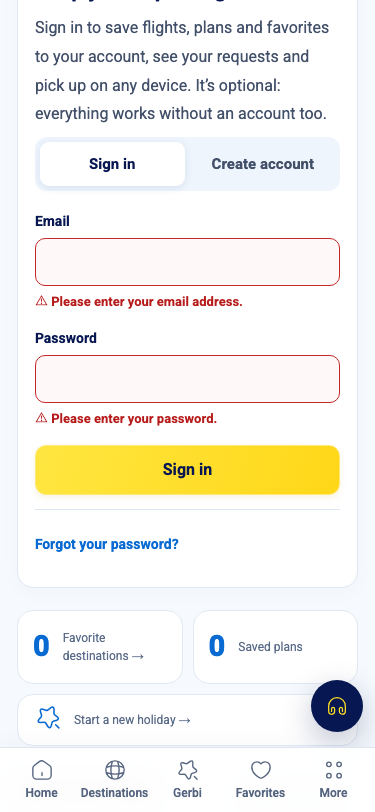 Sign in to save flights, plans and favorites
to your account, see your requests and
pick up on any device. It’s optional:
everything works without an account too.
Sign in
Create account
Email
Please enter your email address.
Password
Please enter your password.
Sign in
Forgot your password?
0 Favorite
destinations →
0 Saved plans
Start a new holiday →
Home
Destinations
Gerbi
Favorites
More